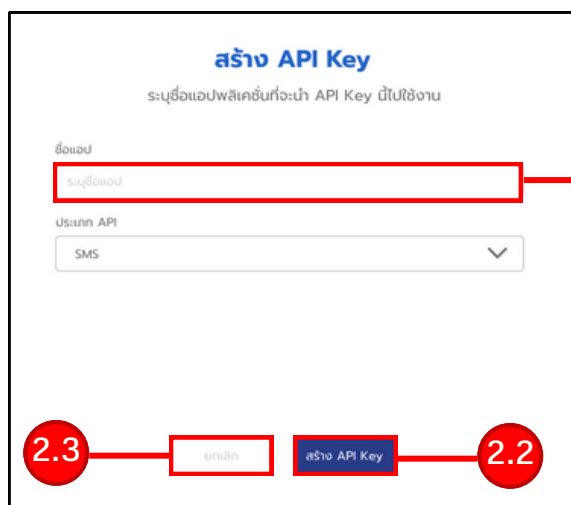 สร้าง API Key
ระบุชื่อแอปพลิเคชั่นที่จะนำ API Key นี้ไปใช้งาน
ชื่อแอป
ระบุชื่อแอป
ประเภท API
SMS
2.3
ยกเลิก
สร้าง API Key
2.2